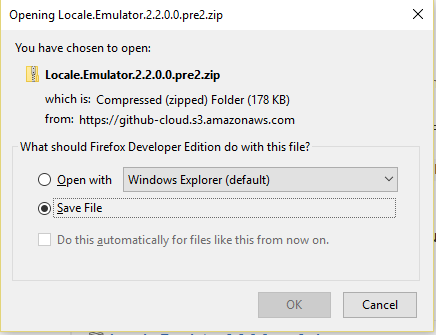 Opening Locale.Emulator.2.2.0.0.pre2.zip
You have chosen to open:
Locale.Emulator.2.2.0.0.pre2.zip
which is: Compressed (zipped) Folder (178 KB)
from: https://github-cloud.s3.amazonaws.com
What should Firefox Developer Edition do with this file?
Open with Windows Explorer (default)
Save File
Do this automatically for files like this from now on.
OK Cancel